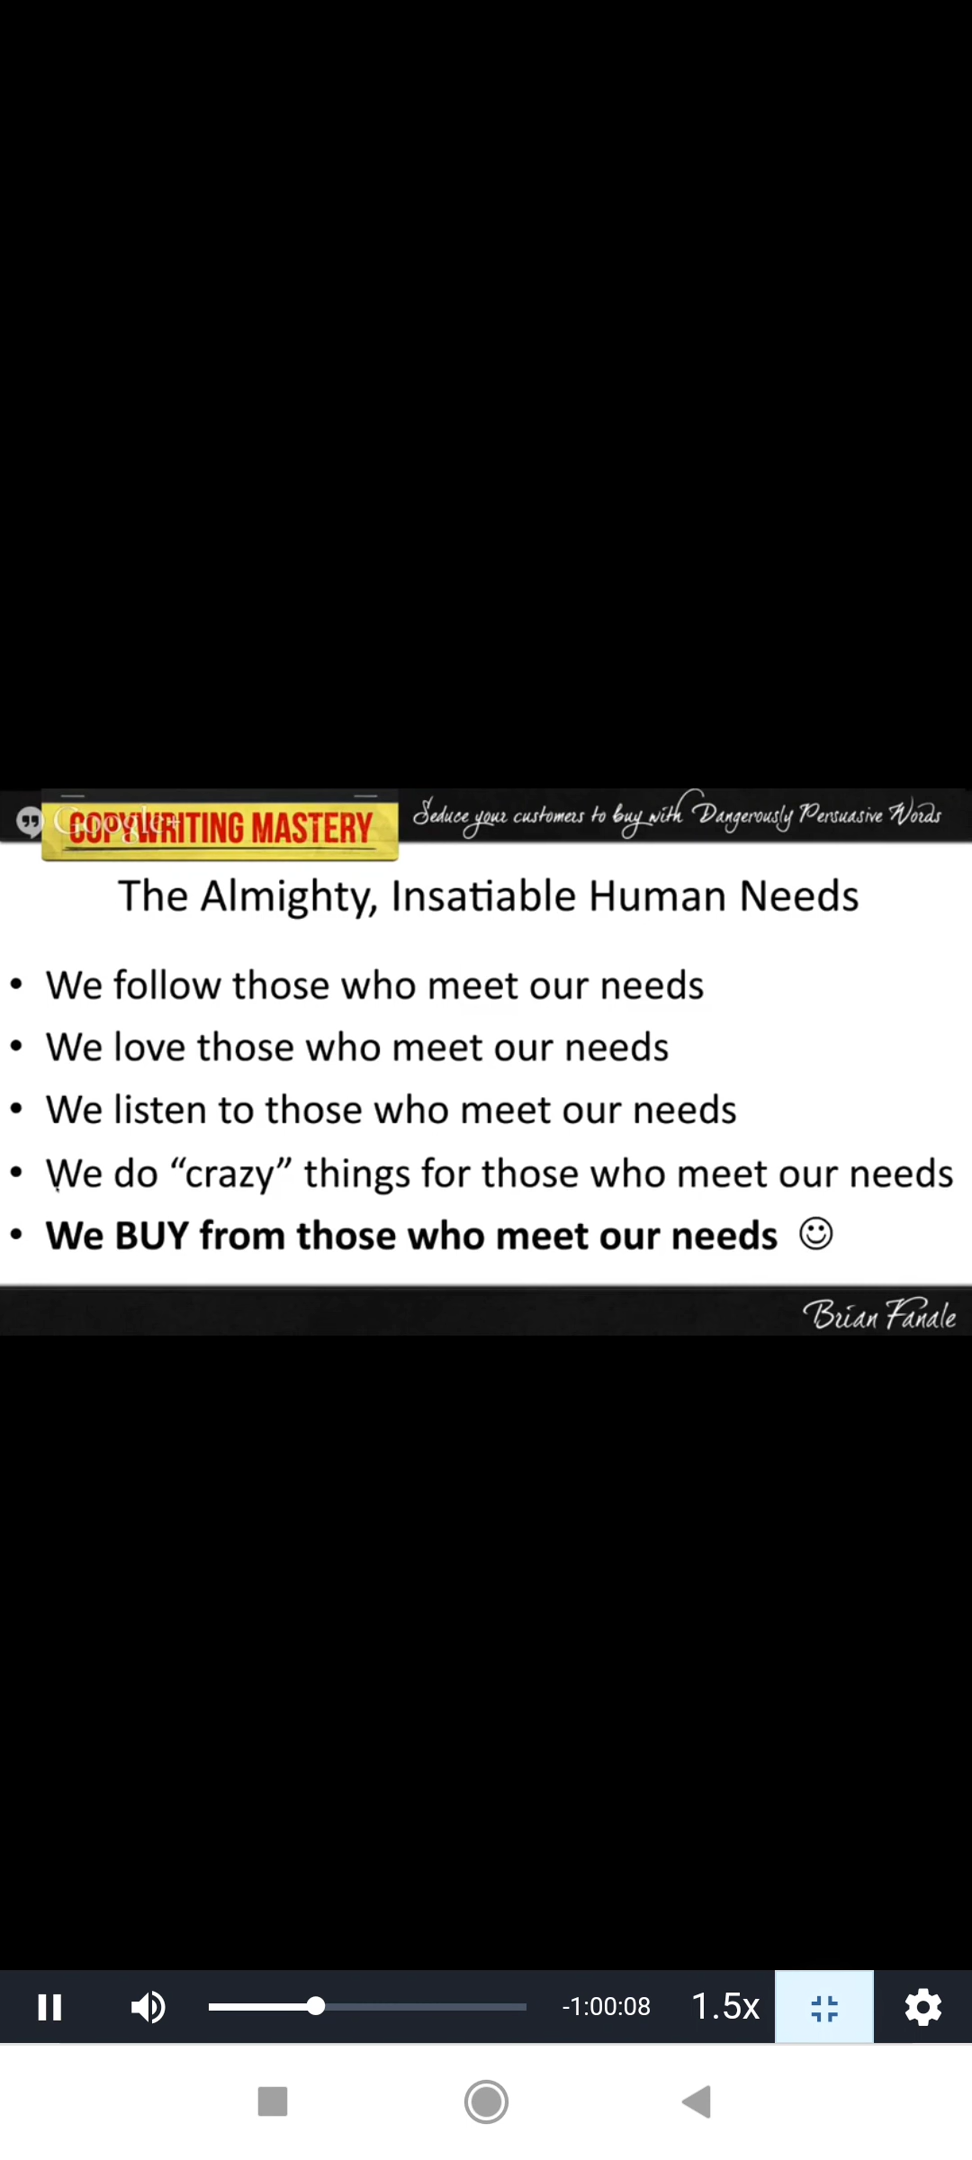 Google+
COPYWRITING MASTERY
Seduce your customers to buy with Dangerously Persuasive Words
The Almighty, Insatiable Human Needs
• We follow those who meet our needs
• We love those who meet our needs
• We listen to those who meet our needs
• We do “crazy” things for those who meet our needs
• We BUY from those who meet our needs ☺
Brian Fanale
-1:00:08
1.5x